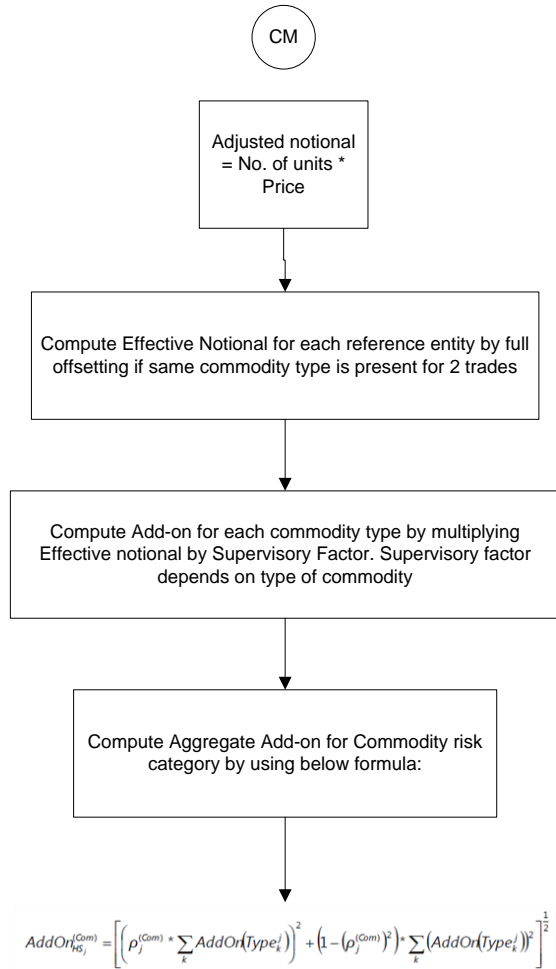 CM
Adjusted notional
= No. of units *
Price
Compute Effective Notional for each reference entity by full
offsetting if same commodity type is present for 2 trades
Compute Add-on for each commodity type by multiplying
Effective notional by Supervisory Factor. Supervisory factor
depends on type of commodity
Compute Aggregate Add-on for Commodity risk
category by using below formula:
AddOn_{HS_j}^{(Com)} = [(ρ_j^{(Com)} * ∑_k AddOn(Type_k^j))^2 + (1-(ρ_j^{(Com)})^2) * ∑_k (AddOn(Type_k^j))^2]^{1/2}